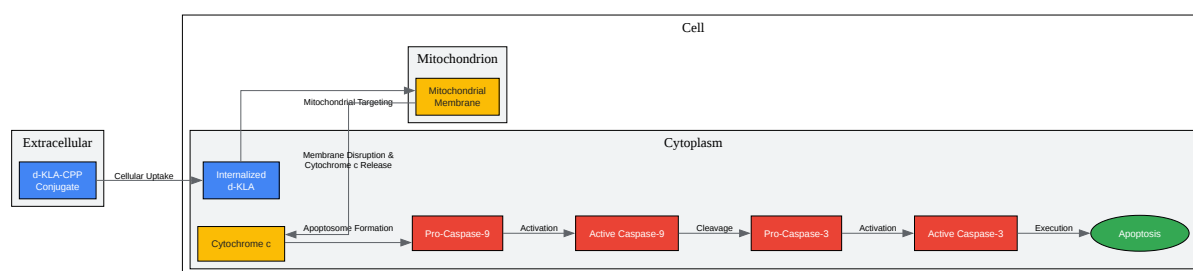 Cell
Mitochondrion
Mitochondrial
Membrane
Mitochondrial Targeting
Extracellular
d-KLA-CPP
Conjugate
Cellular Uptake
Cytoplasm
Membrane Disruption &
Cytochrome c Release
Internalized
d-KLA
Cytochrome c
Apoptosome Formation
Pro-Caspase-9
Activation
Active Caspase-9
Cleavage
Pro-Caspase-3
Activation
Active Caspase-3
Execution
Apoptosis